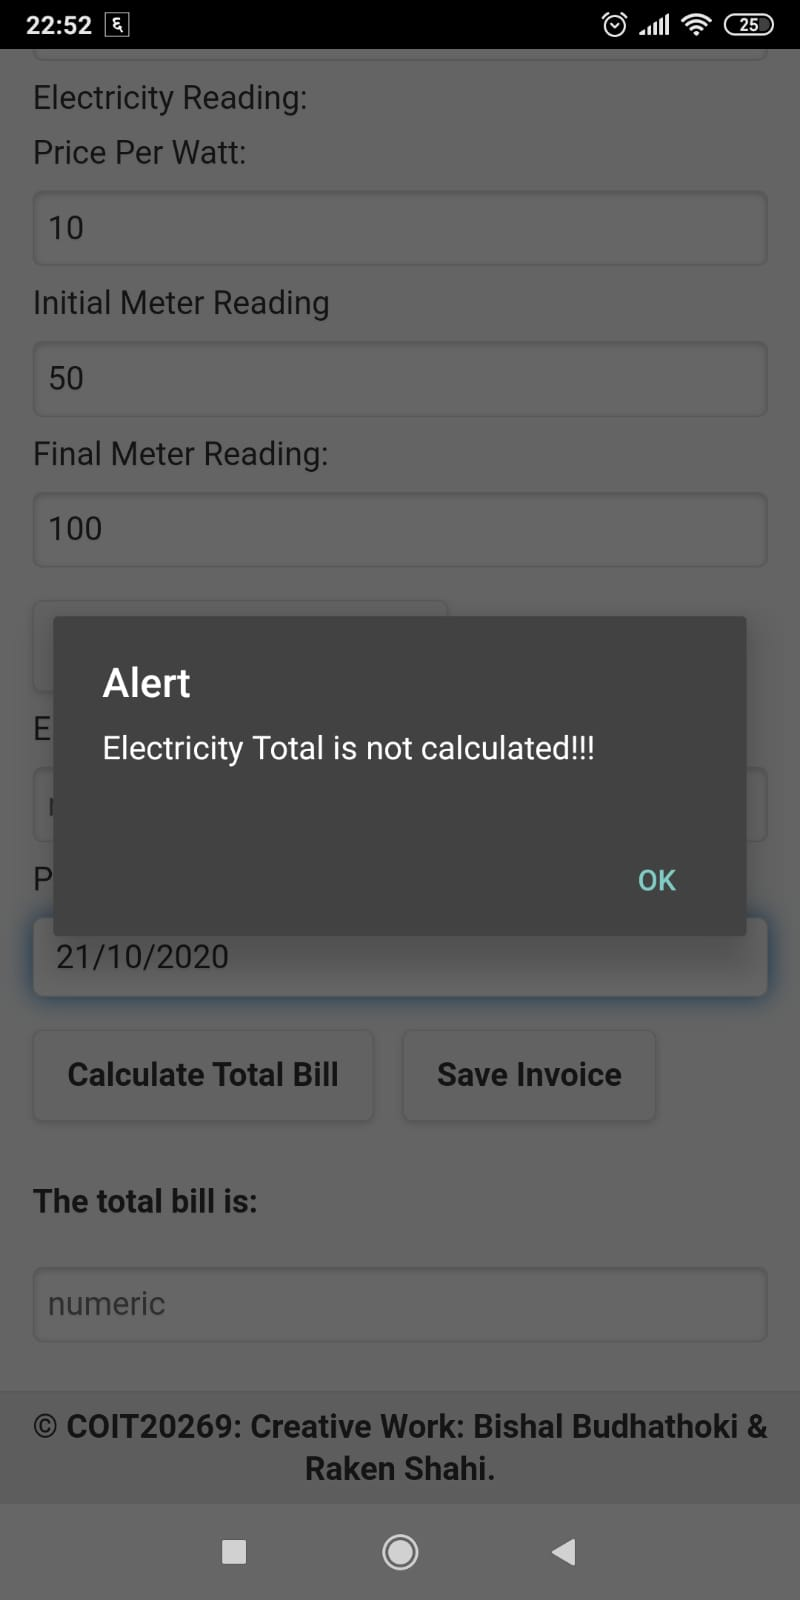 22:52 ६ 25
Electricity Reading:
Price Per Watt:
10
Initial Meter Reading
50
Final Meter Reading:
100
Alert
Electricity Total is not calculated!!!
E
P
OK
21/10/2020
Calculate Total Bill Save Invoice
The total bill is:
numeric
© COIT20269: Creative Work: Bishal Budhathoki &
Raken Shahi.